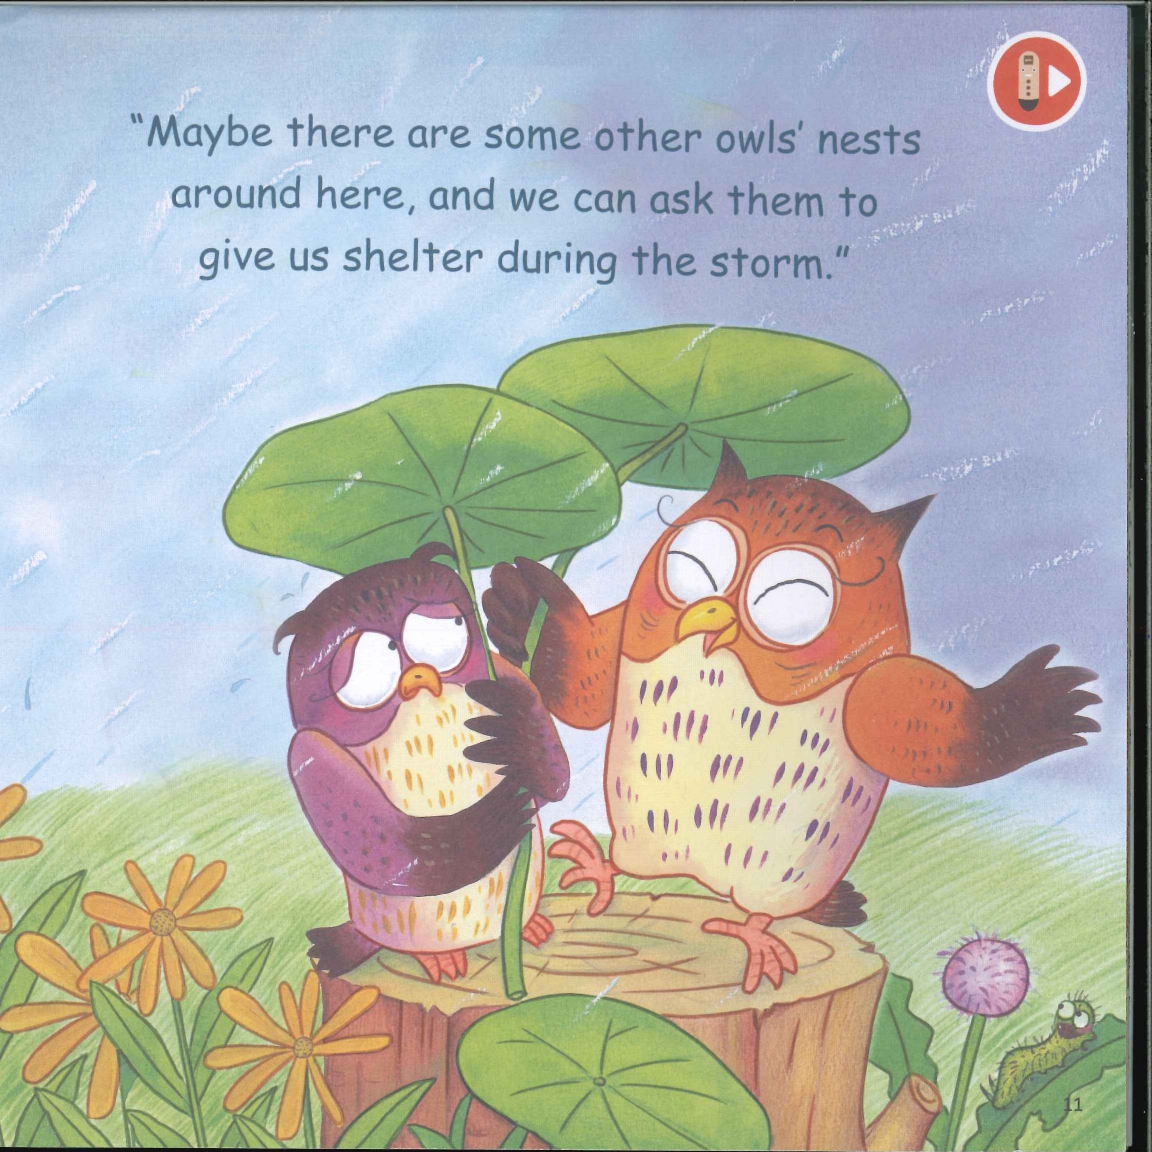 “Maybe there are some other owls’ nests
around here, and we can ask them to
give us shelter during the storm.”
11